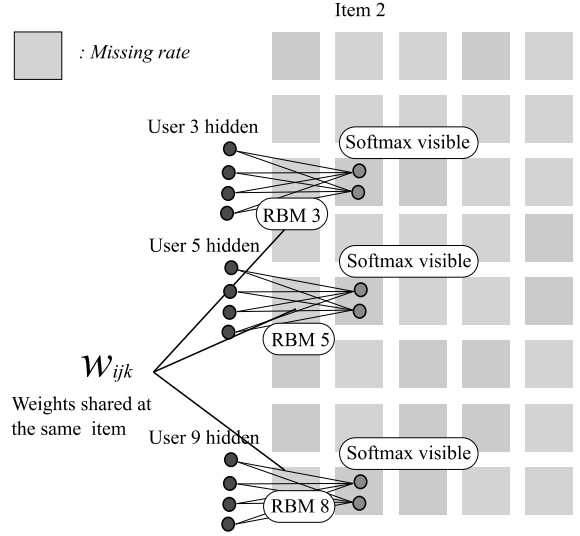 Item 2
: Missing rate
User 3 hidden
Softmax visible
RBM 3
User 5 hidden
Softmax visible
RBM 5
wijk
Weights shared at
the same item
User 9 hidden
Softmax visible
RBM 8